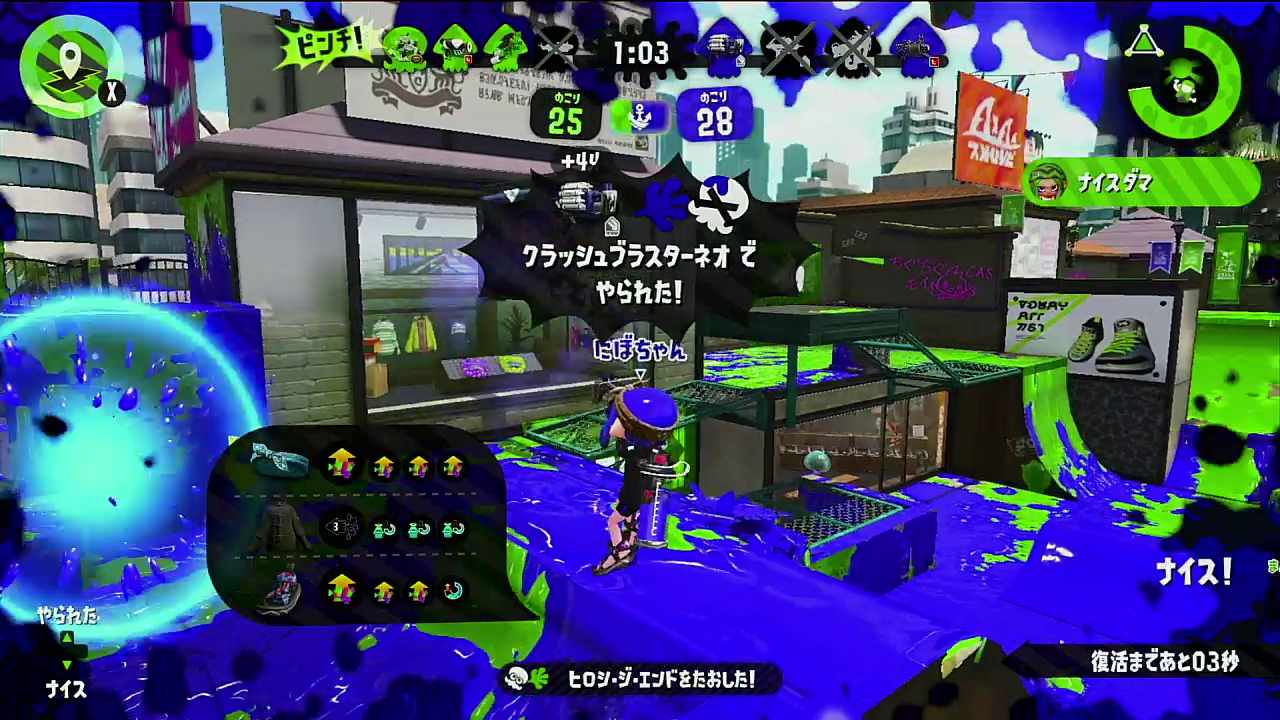 ピンチ!
1:03
X
のこり
25
のこり
28
+40
ナイスダマ
クラッシュブラスターネオ で
やられた!
にぼちゃん
3
ナイス!
やられた
ナイス
復活まであと03秒
ヒロシ・ジ・エンドをたおした!